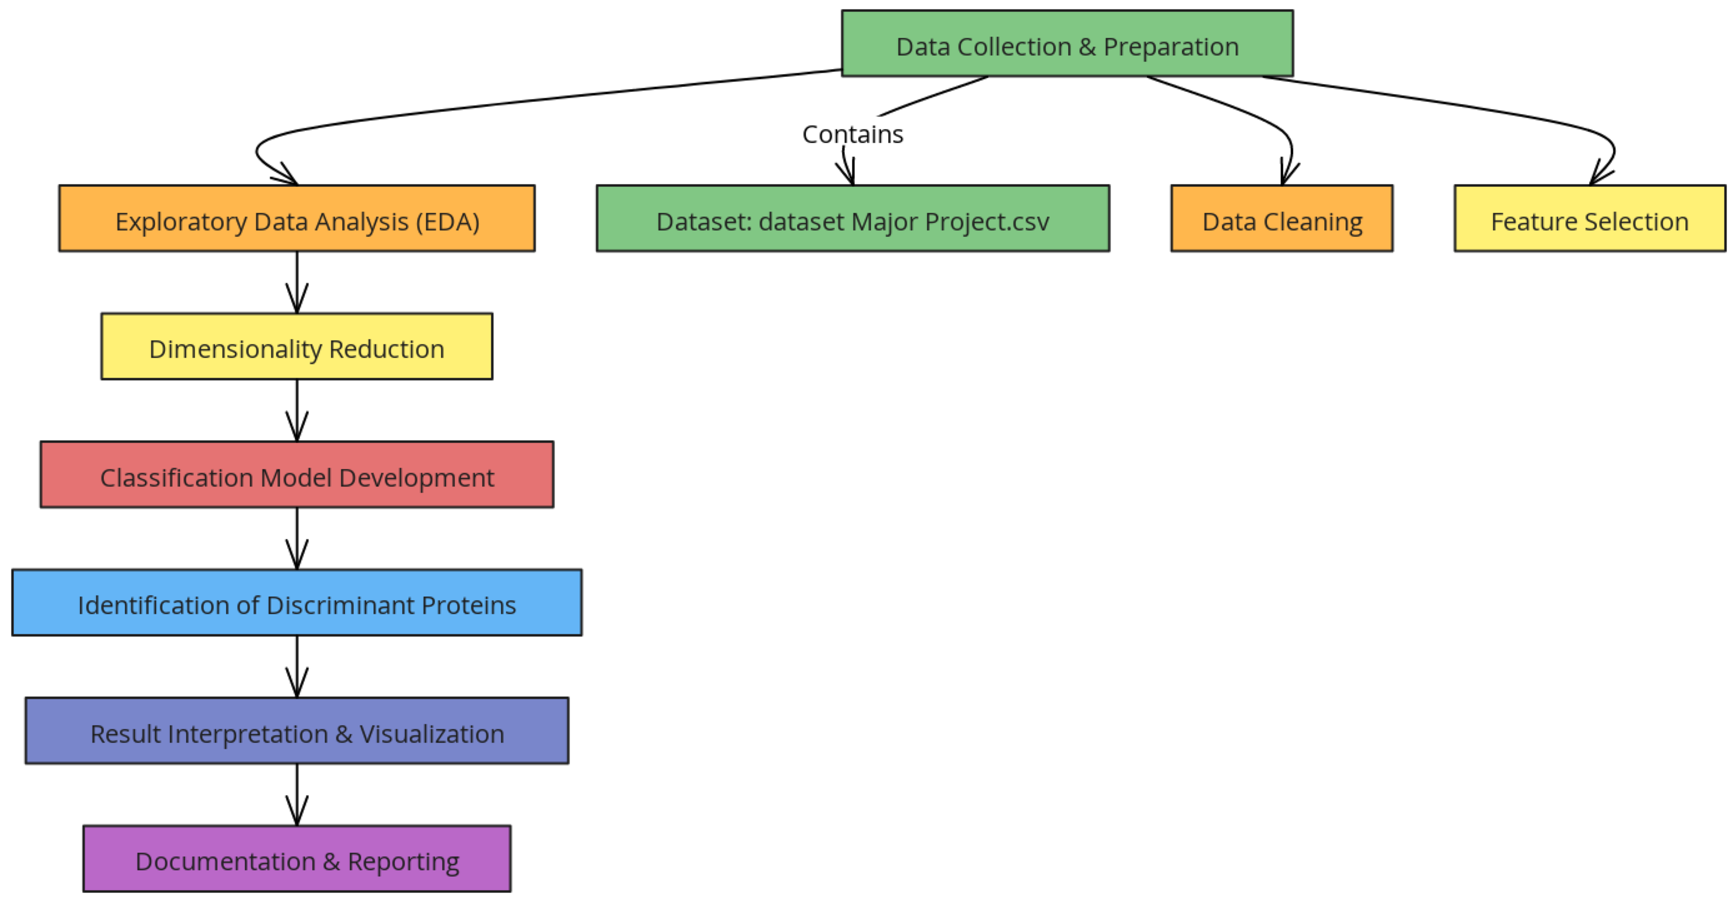 Data Collection & Preparation
Contains
Exploratory Data Analysis (EDA)
Dataset: dataset Major Project.csv
Data Cleaning
Feature Selection
Dimensionality Reduction
Classification Model Development
Identification of Discriminant Proteins
Result Interpretation & Visualization
Documentation & Reporting